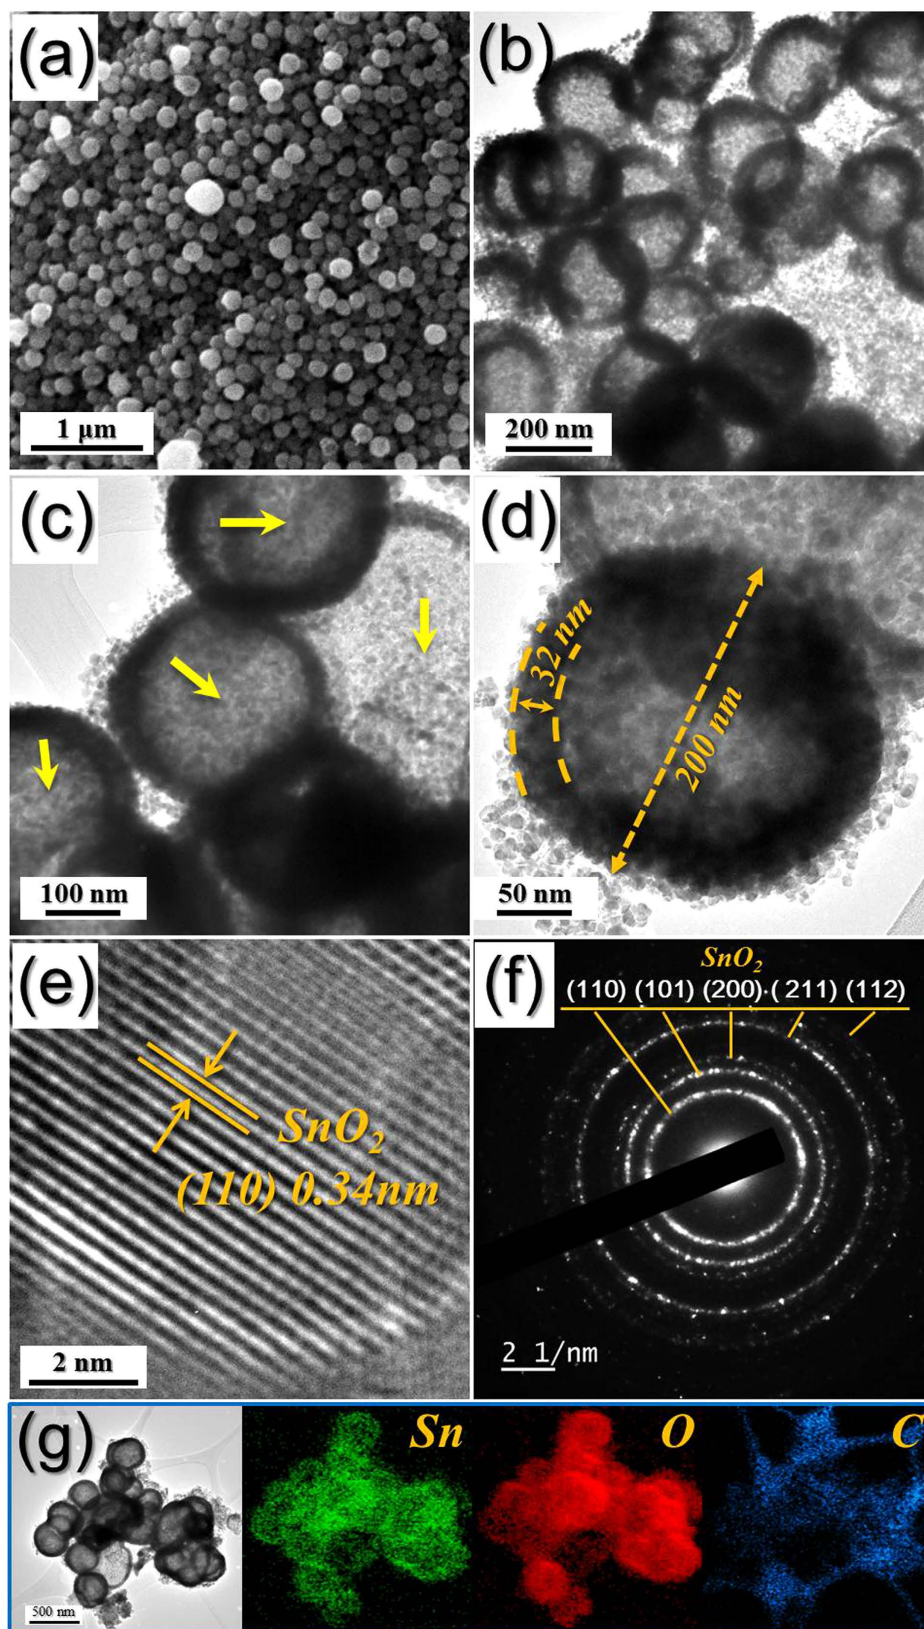 (a)
1 μm
(b)
200 nm
(c)
100 nm
(d)
32 nm
200 nm
50 nm
(e)
SnO₂
(110) 0.34nm
2 nm
(f)
SnO₂
(110) (101) (200) (211) (112)
2 1/nm
(g)
500 nm
Sn
O
C